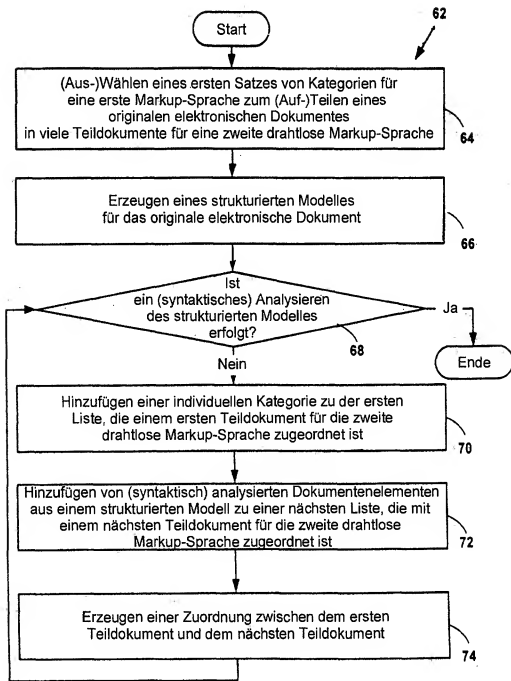 62
Start
(Aus-)Wählen eines ersten Satzes von Kategorien für
eine erste Markup-Sprache zum (Auf-)Teilen eines
originalen elektronischen Dokumentes
in viele Teildokumente für eine zweite drahtlose Markup-Sprache
64
Erzeugen eines strukturierten Modelles
für das originale elektronische Dokument
66
Ist
ein (syntaktisches) Analysieren
des strukturierten Modelles
erfolgt?
68
Ja
Ende
Nein
Hinzufügen einer individuellen Kategorie zu der ersten
Liste, die einem ersten Teildokument für die zweite
drahtlose Markup-Sprache zugeordnet ist
70
Hinzufügen von (syntaktisch) analysierten Dokumentenelementen
aus einem strukturierten Modell zu einer nächsten Liste, die mit
einem nächsten Teildokument für die zweite drahtlose
Markup-Sprache zugeordnet ist
72
Erzeugen einer Zuordnung zwischen dem ersten
Teildokument und dem nächsten Teildokument
74